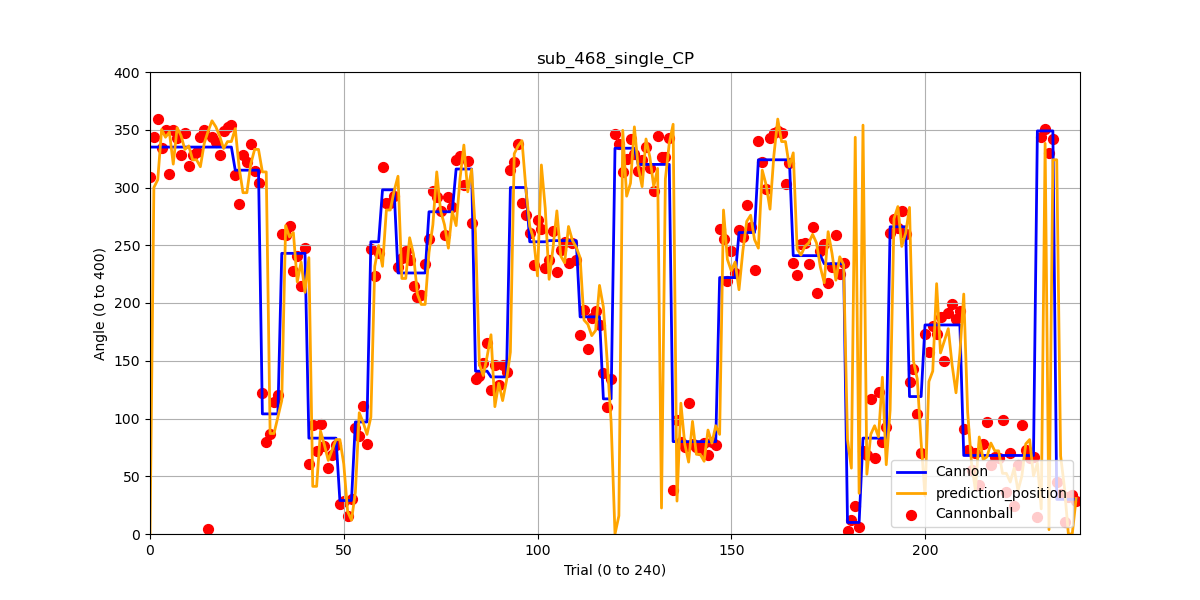 sub_468_single_CP
400
350
300
250
200
150
100
50
0
Angle (0 to 400)
0 50 100 150 200
Trial (0 to 240)
Cannon
prediction_position
Cannonball